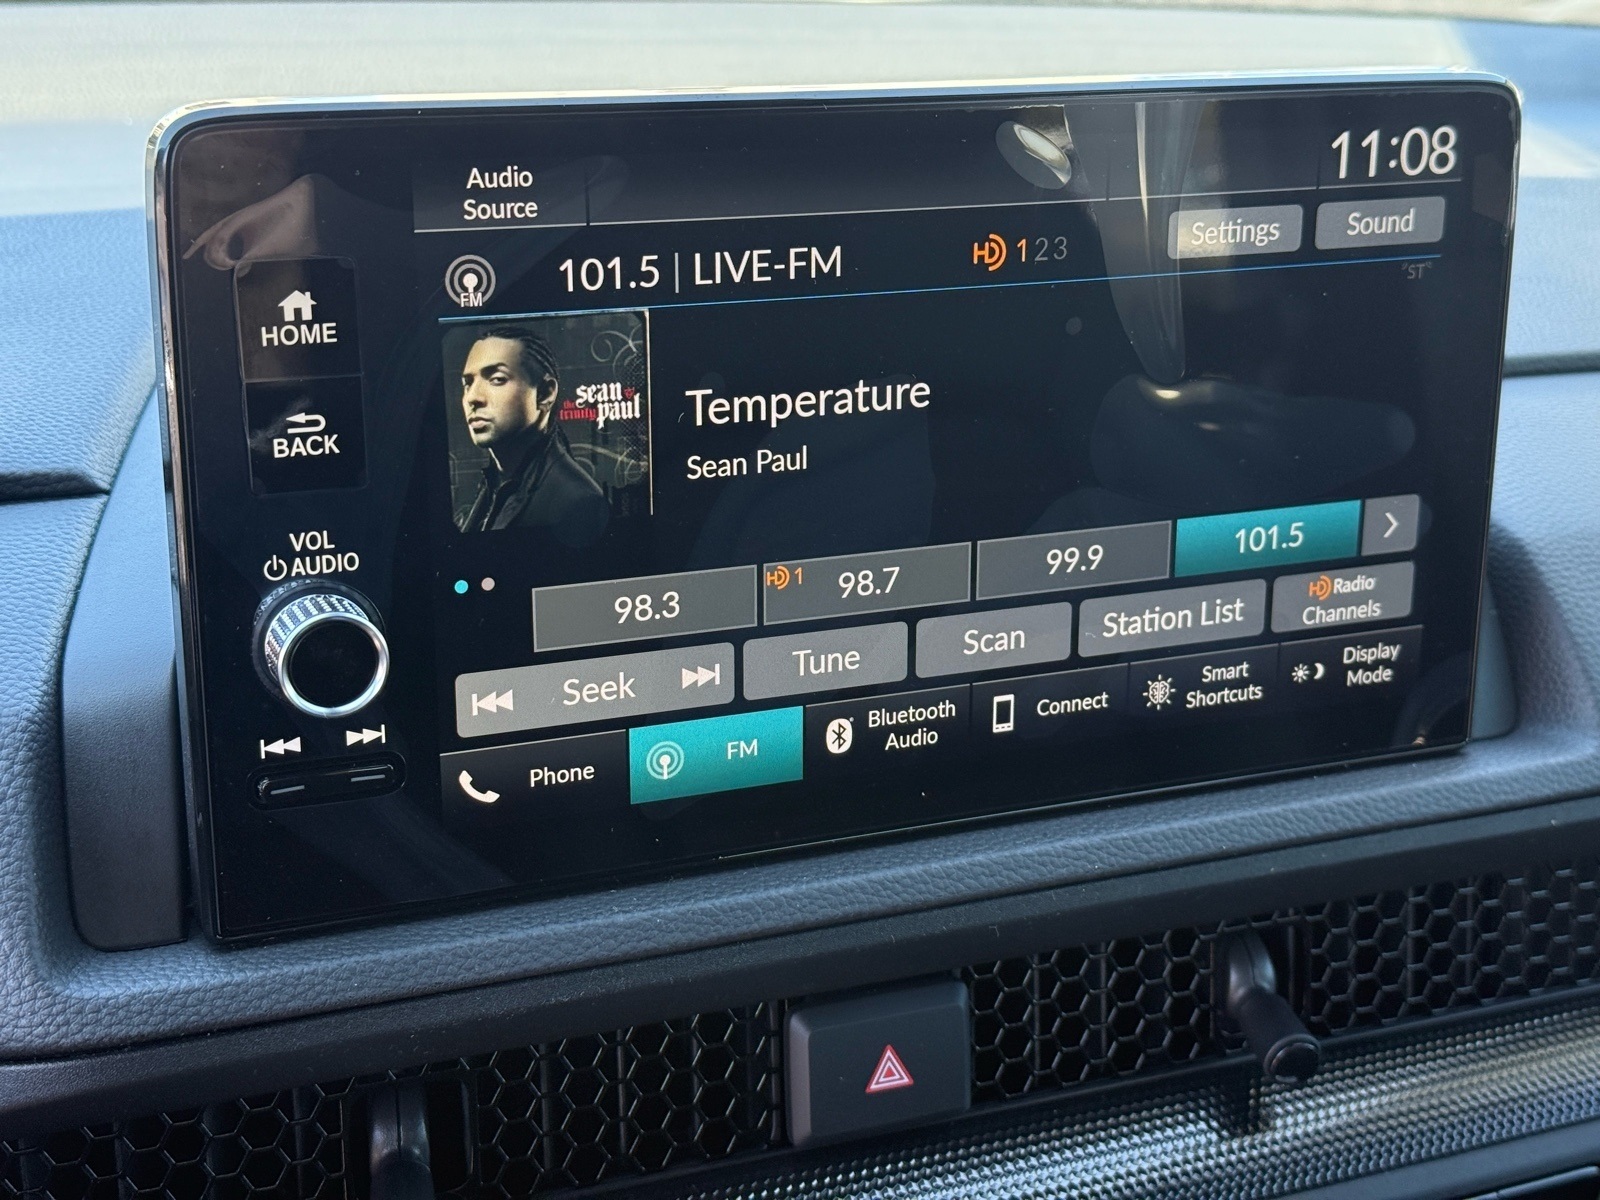 Audio
Source
11:08
FM
101.5 | LIVE-FM
HD 1 2 3
Settings
Sound
"ST"
HOME
BACK
VOL
AUDIO
sean
the trinity paul
Temperature
Sean Paul
98.3
HD 1 98.7
99.9
101.5
Seek
Tune
Scan
Station List
HD Radio
Channels
Phone
FM
Bluetooth
Audio
Connect
Smart
Shortcuts
Display
Mode